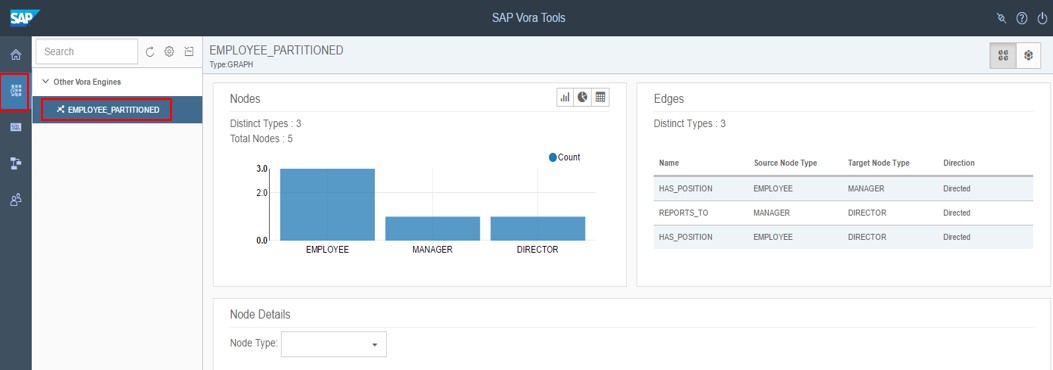 SAP
SAP Vora Tools
Search
Other Vora Engines
EMPLOYEE_PARTITIONED
EMPLOYEE_PARTITIONED
Type:GRAPH
Nodes
Distinct Types : 3
Total Nodes : 5
Count
3.0
2.0
0.0
EMPLOYEE MANAGER DIRECTOR
Edges
Distinct Types : 3
Name Source Node Type Target Node Type Direction
HAS_POSITION EMPLOYEE MANAGER Directed
REPORTS_TO MANAGER DIRECTOR Directed
HAS_POSITION EMPLOYEE DIRECTOR Directed
Node Details
Node Type: